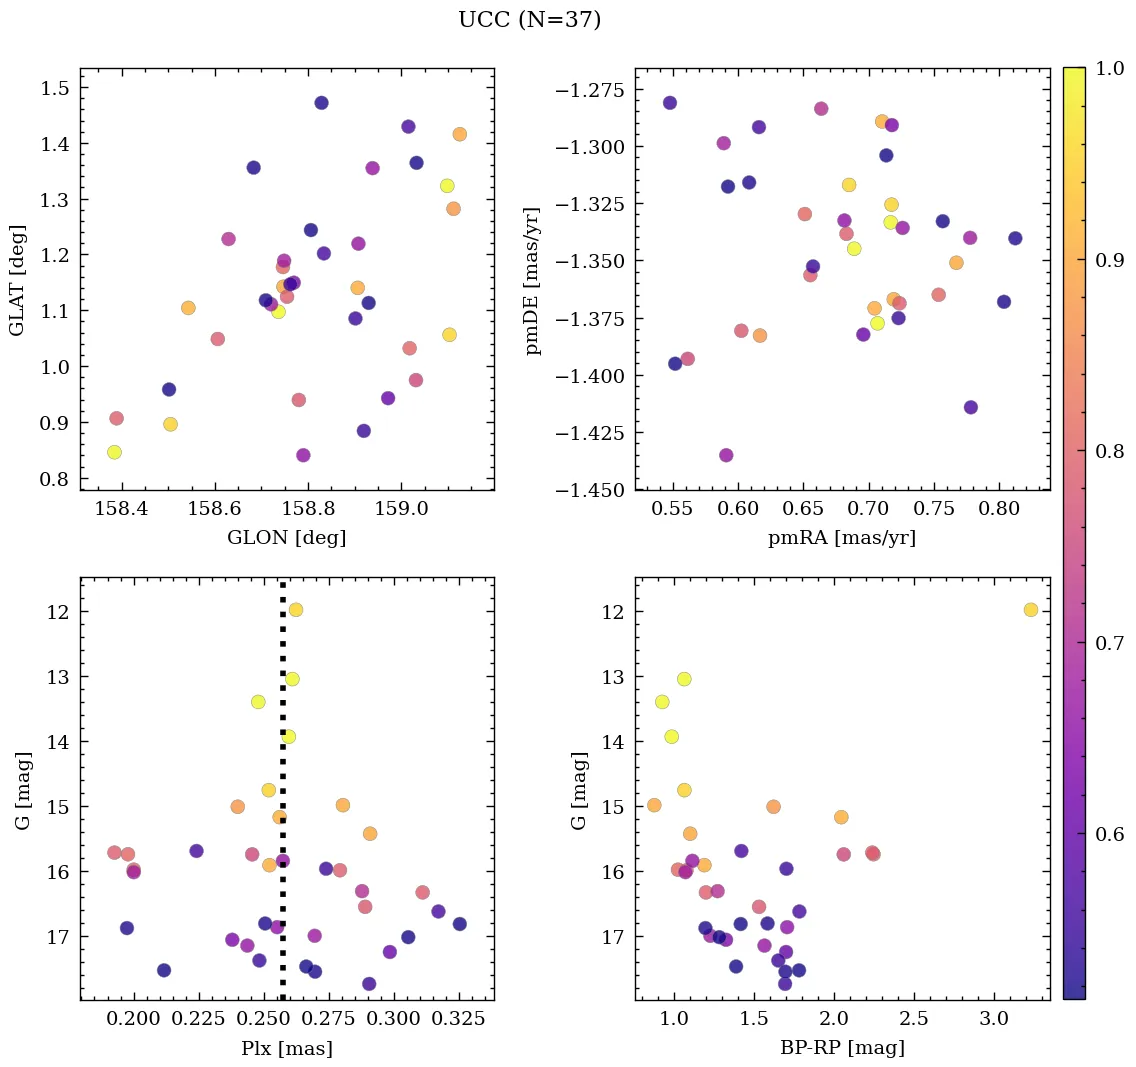 UCC (N=37)
1.5
1.4
1.3
1.2
1.1
1.0
0.9
0.8
GLAT [deg]
158.4 158.6 158.8 159.0
GLON [deg]
−1.275
−1.300
−1.325
−1.350
−1.375
−1.400
−1.425
−1.450
pmDE [mas/yr]
0.55 0.60 0.65 0.70 0.75 0.80
pmRA [mas/yr]
12
13
14
15
16
17
G [mag]
0.200 0.225 0.250 0.275 0.300 0.325
Plx [mas]
12
13
14
15
16
17
G [mag]
1.0 1.5 2.0 2.5 3.0
BP-RP [mag]
1.0
0.9
0.8
0.7
0.6